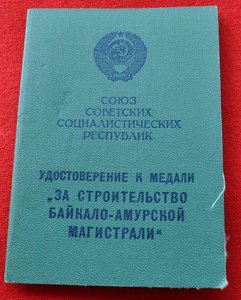 СОЮЗ
СОВЕТСКИХ
СОЦИАЛИСТИЧЕСКИХ
РЕСПУБЛИК
УДОСТОВЕРЕНИЕ К МЕДАЛИ
„ЗА СТРОИТЕЛЬСТВО
БАЙКАЛО-АМУРСКОЙ
МАГИСТРАЛИ“